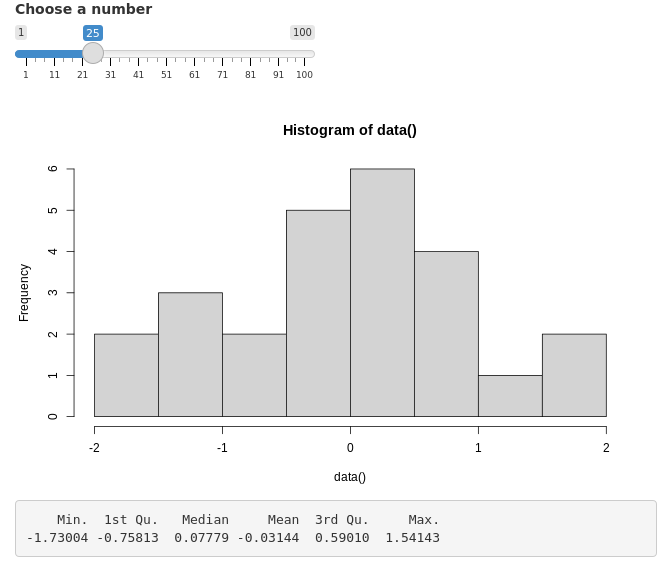 Choose a number
1 25 100
1 11 21 31 41 51 61 71 81 91 100
Histogram of data()
Frequency
6
5
4
3
2
1
0
-2 -1 0 1 2
data()
Min. 1st Qu. Median Mean 3rd Qu. Max.
-1.73004 -0.75813 0.07779 -0.03144 0.59010 1.54143